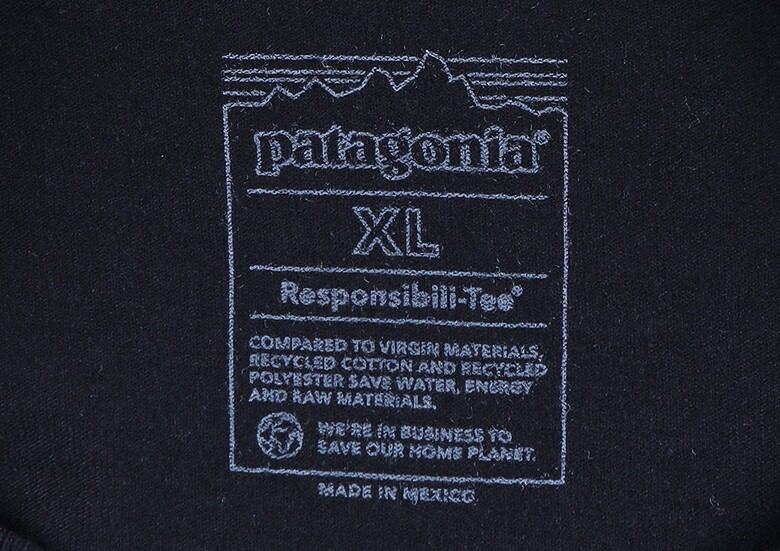 patagonia®
XL
Responsibili-Tee®
COMPARED TO VIRGIN MATERIALS,
RECYCLED COTTON AND RECYCLED
POLYESTER SAVE WATER, ENERGY
AND RAW MATERIALS.
WE'RE IN BUSINESS TO
SAVE OUR HOME PLANET.
MADE IN MEXICO